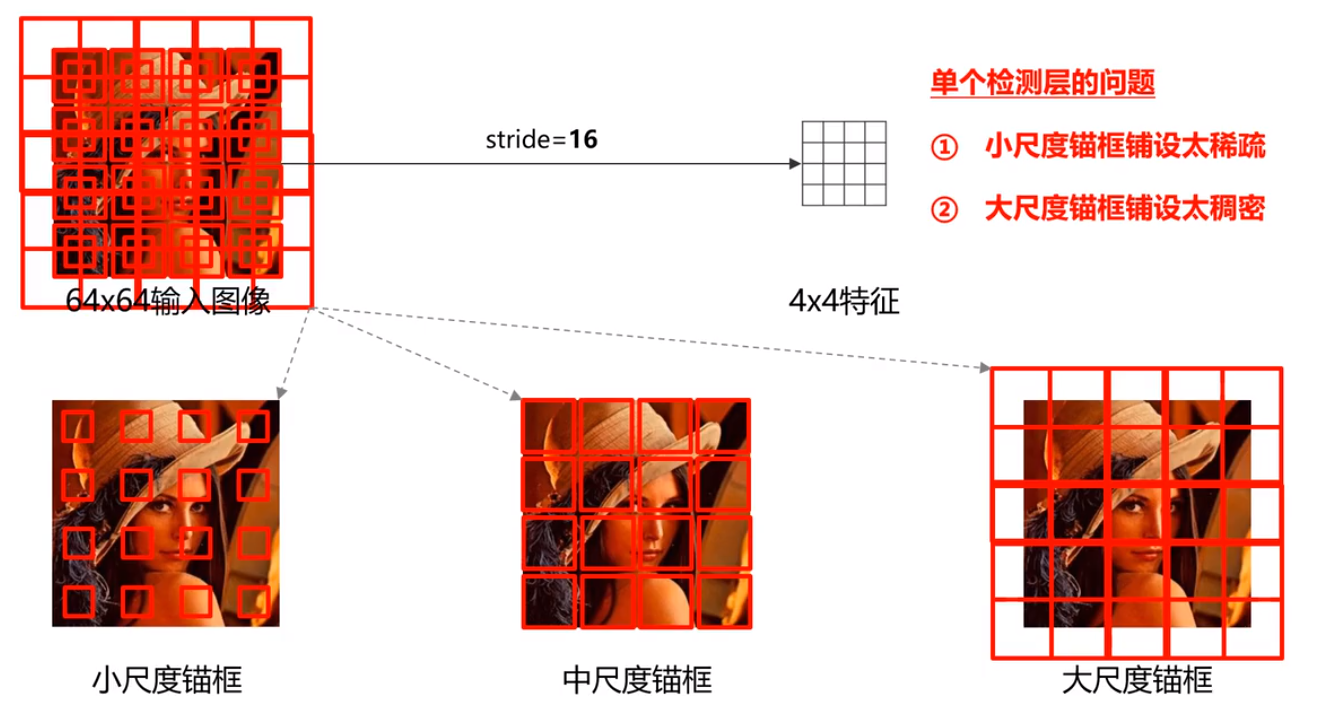 单个检测层的问题
stride=16
① 小尺度锚框铺设太稀疏
② 大尺度锚框铺设太稠密
64x64输入图像
4x4特征
小尺度锚框
中尺度锚框
大尺度锚框